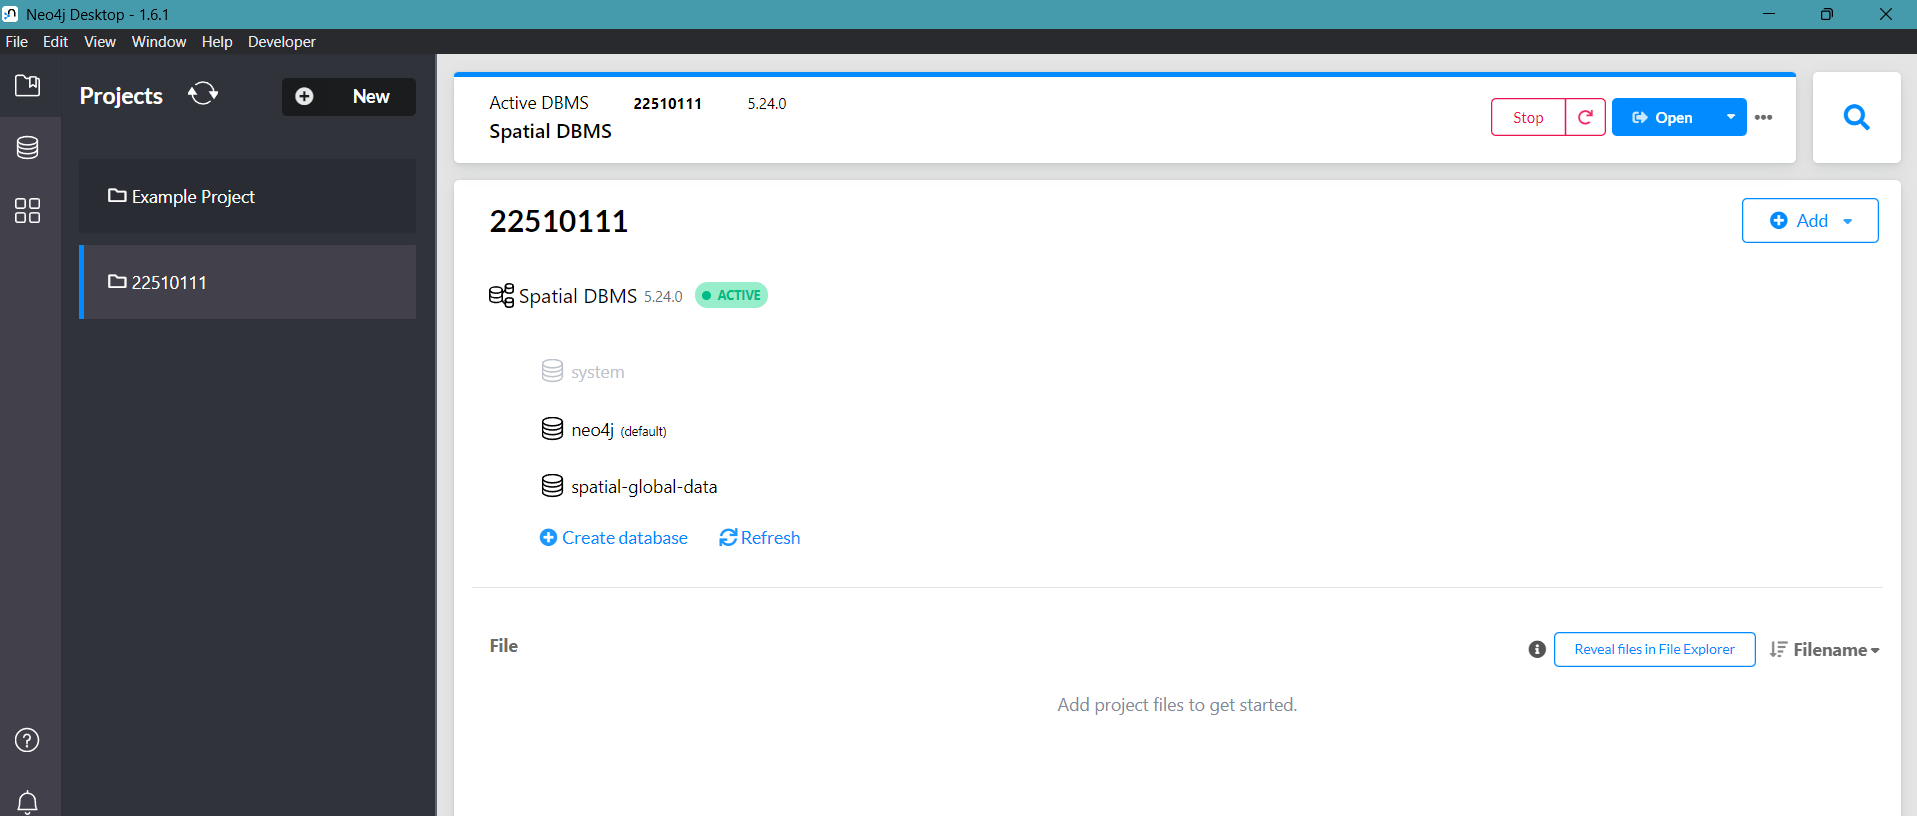 Neo4j Desktop - 1.6.1
File Edit View Window Help Developer
Projects
New
Example Project
22510111
Active DBMS 22510111 5.24.0
Spatial DBMS
Stop
Open
22510111
Add
Spatial DBMS 5.24.0 ACTIVE
system
neo4j (default)
spatial-global-data
Create database Refresh
File
Reveal files in File Explorer
Filename
Add project files to get started.